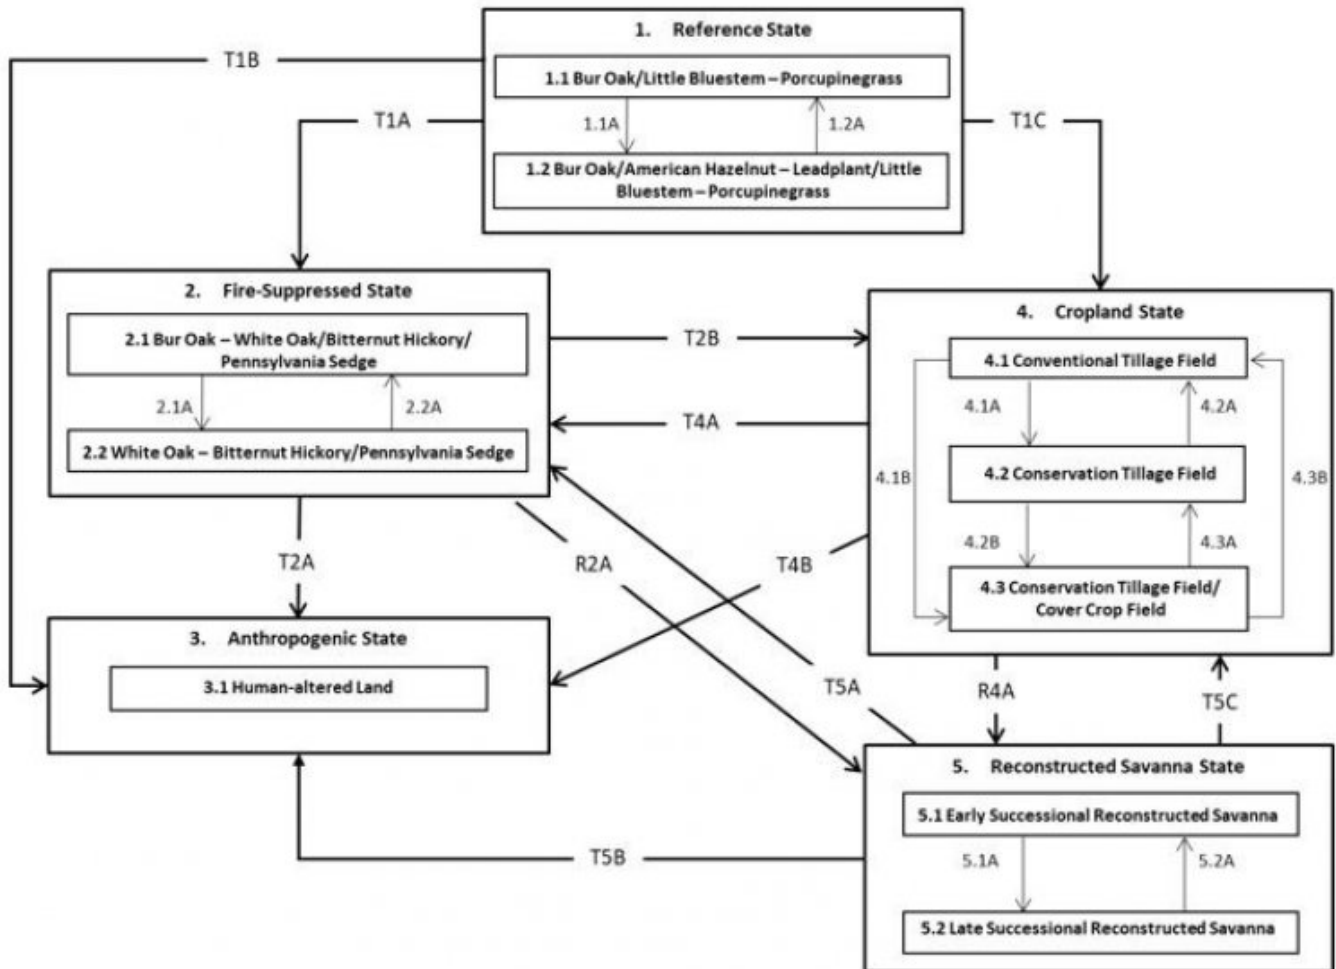 1. Reference State
T1B
1.1 Bur Oak/Little Bluestem – Porcupinegrass
T1A
1.1A
1.2A
T1C
1.2 Bur Oak/American Hazelnut – Leadplant/Little
Bluestem – Porcupinegrass
2. Fire-Suppressed State
2.1 Bur Oak – White Oak/Bitternut Hickory/
Pennsylvania Sedge
2.1A
2.2A
2.2 White Oak – Bitternut Hickory/Pennsylvania Sedge
T2B
T4A
4. Cropland State
4.1 Conventional Tillage Field
4.1A
4.2A
4.1B
4.2 Conservation Tillage Field
4.3B
4.2B
4.3A
4.3 Conservation Tillage Field/
Cover Crop Field
T2A
R2A
T4B
3. Anthropogenic State
3.1 Human-altered Land
T5A
R4A
T5C
5. Reconstructed Savanna State
5.1 Early Successional Reconstructed Savanna
T5B
5.1A
5.2A
5.2 Late Successional Reconstructed Savanna